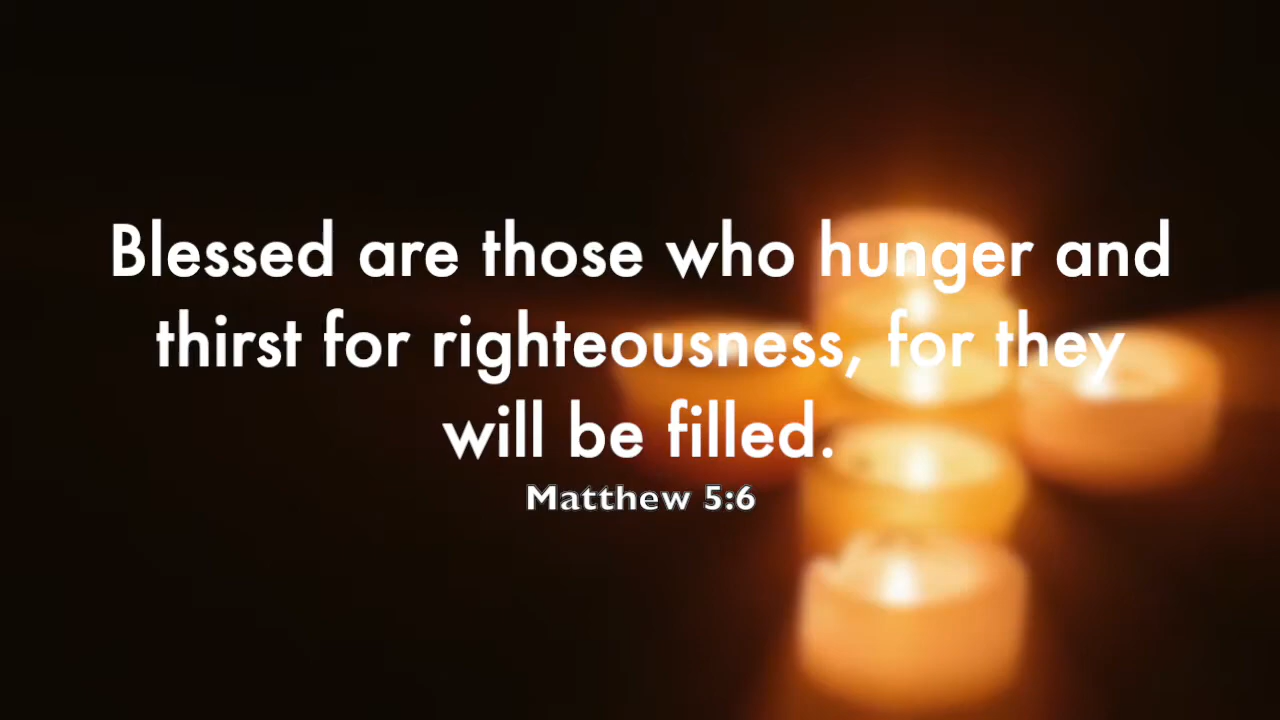 Blessed are those who hunger and
thirst for righteousness, for they
will be filled.
Matthew 5:6